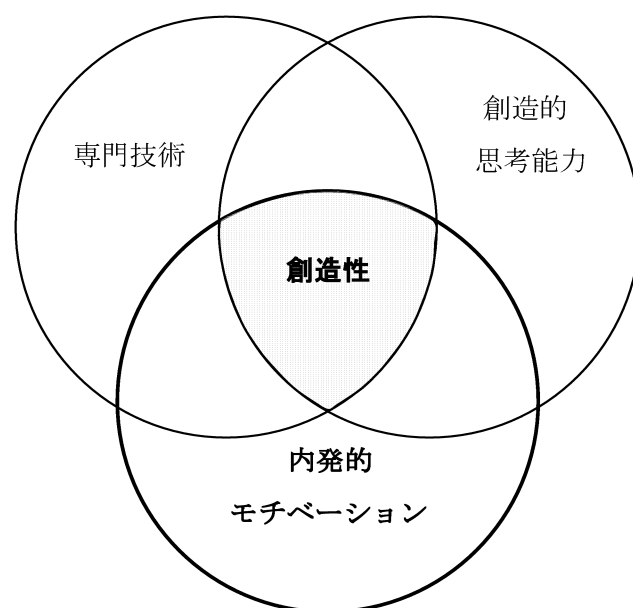 専門技術
創造的
思考能力
創造性
内発的
モチベーション